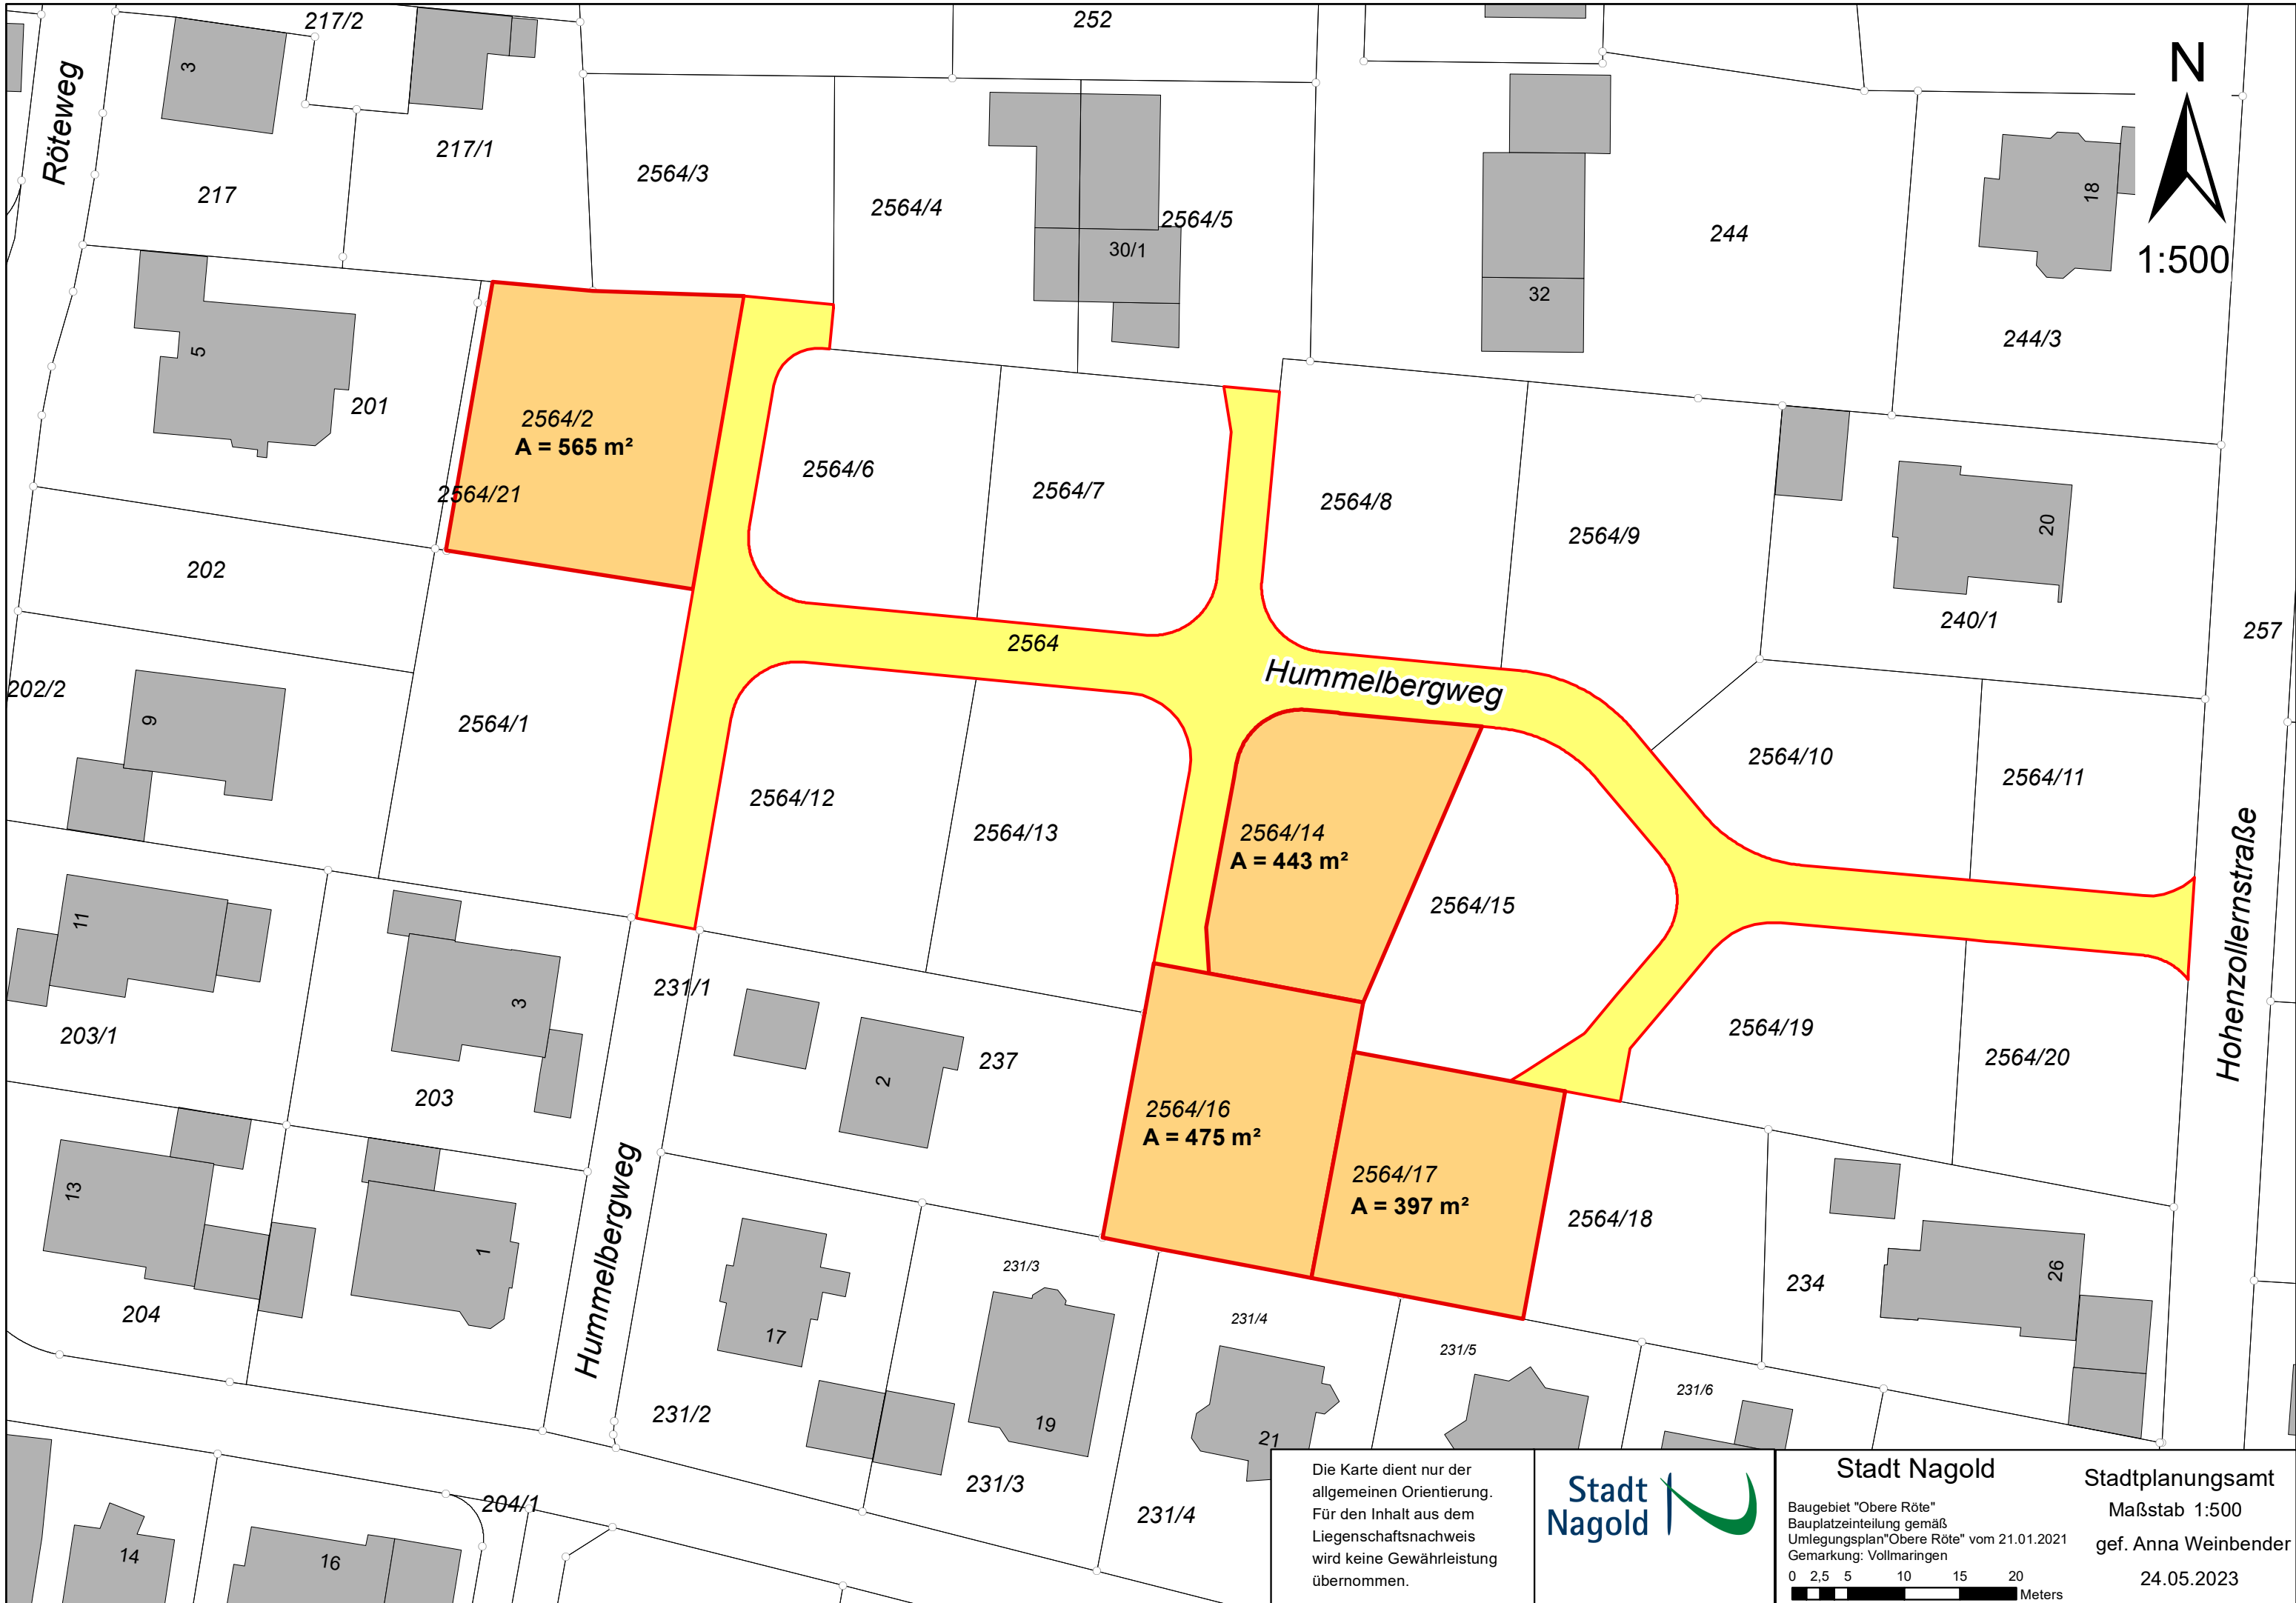 217/2
252
N
3
Röteweg
217/1
2564/3
217
2564/4
2564/5
18
244
30/1
1:500
32
5
244/3
201
2564/2
A = 565 m²
2564/6
2564/7
2564/8
2564/21
2564/9
20
202
240/1
257
2564
Hummelbergweg
202/2
9
2564/1
2564/10
2564/11
2564/12
2564/13
2564/14
A = 443 m²
11
2564/15
Hohenzollernstraße
231/1
3
203/1
2564/19
2564/20
237
2
203
2564/16
A = 475 m²
2564/17
A = 397 m²
13
2564/18
1
Hummelbergweg
231/3
26
234
204
17
231/4
231/5
231/6
231/2
19
21
231/3
231/4
204/1
14
16
Die Karte dient nur der
allgemeinen Orientierung.
Für den Inhalt aus dem
Liegenschaftsnachweis
wird keine Gewährleistung
übernommen.
Stadt
Nagold
Stadt Nagold
Baugebiet "Obere Röte"
Bauplatzeinteilung gemäß
Umlegungsplan"Obere Röte" vom 21.01.2021
Gemarkung: Vollmaringen
0 2,5 5 10 15 20
Meters
Stadtplanungsamt
Maßstab 1:500
gef. Anna Weinbender
24.05.2023